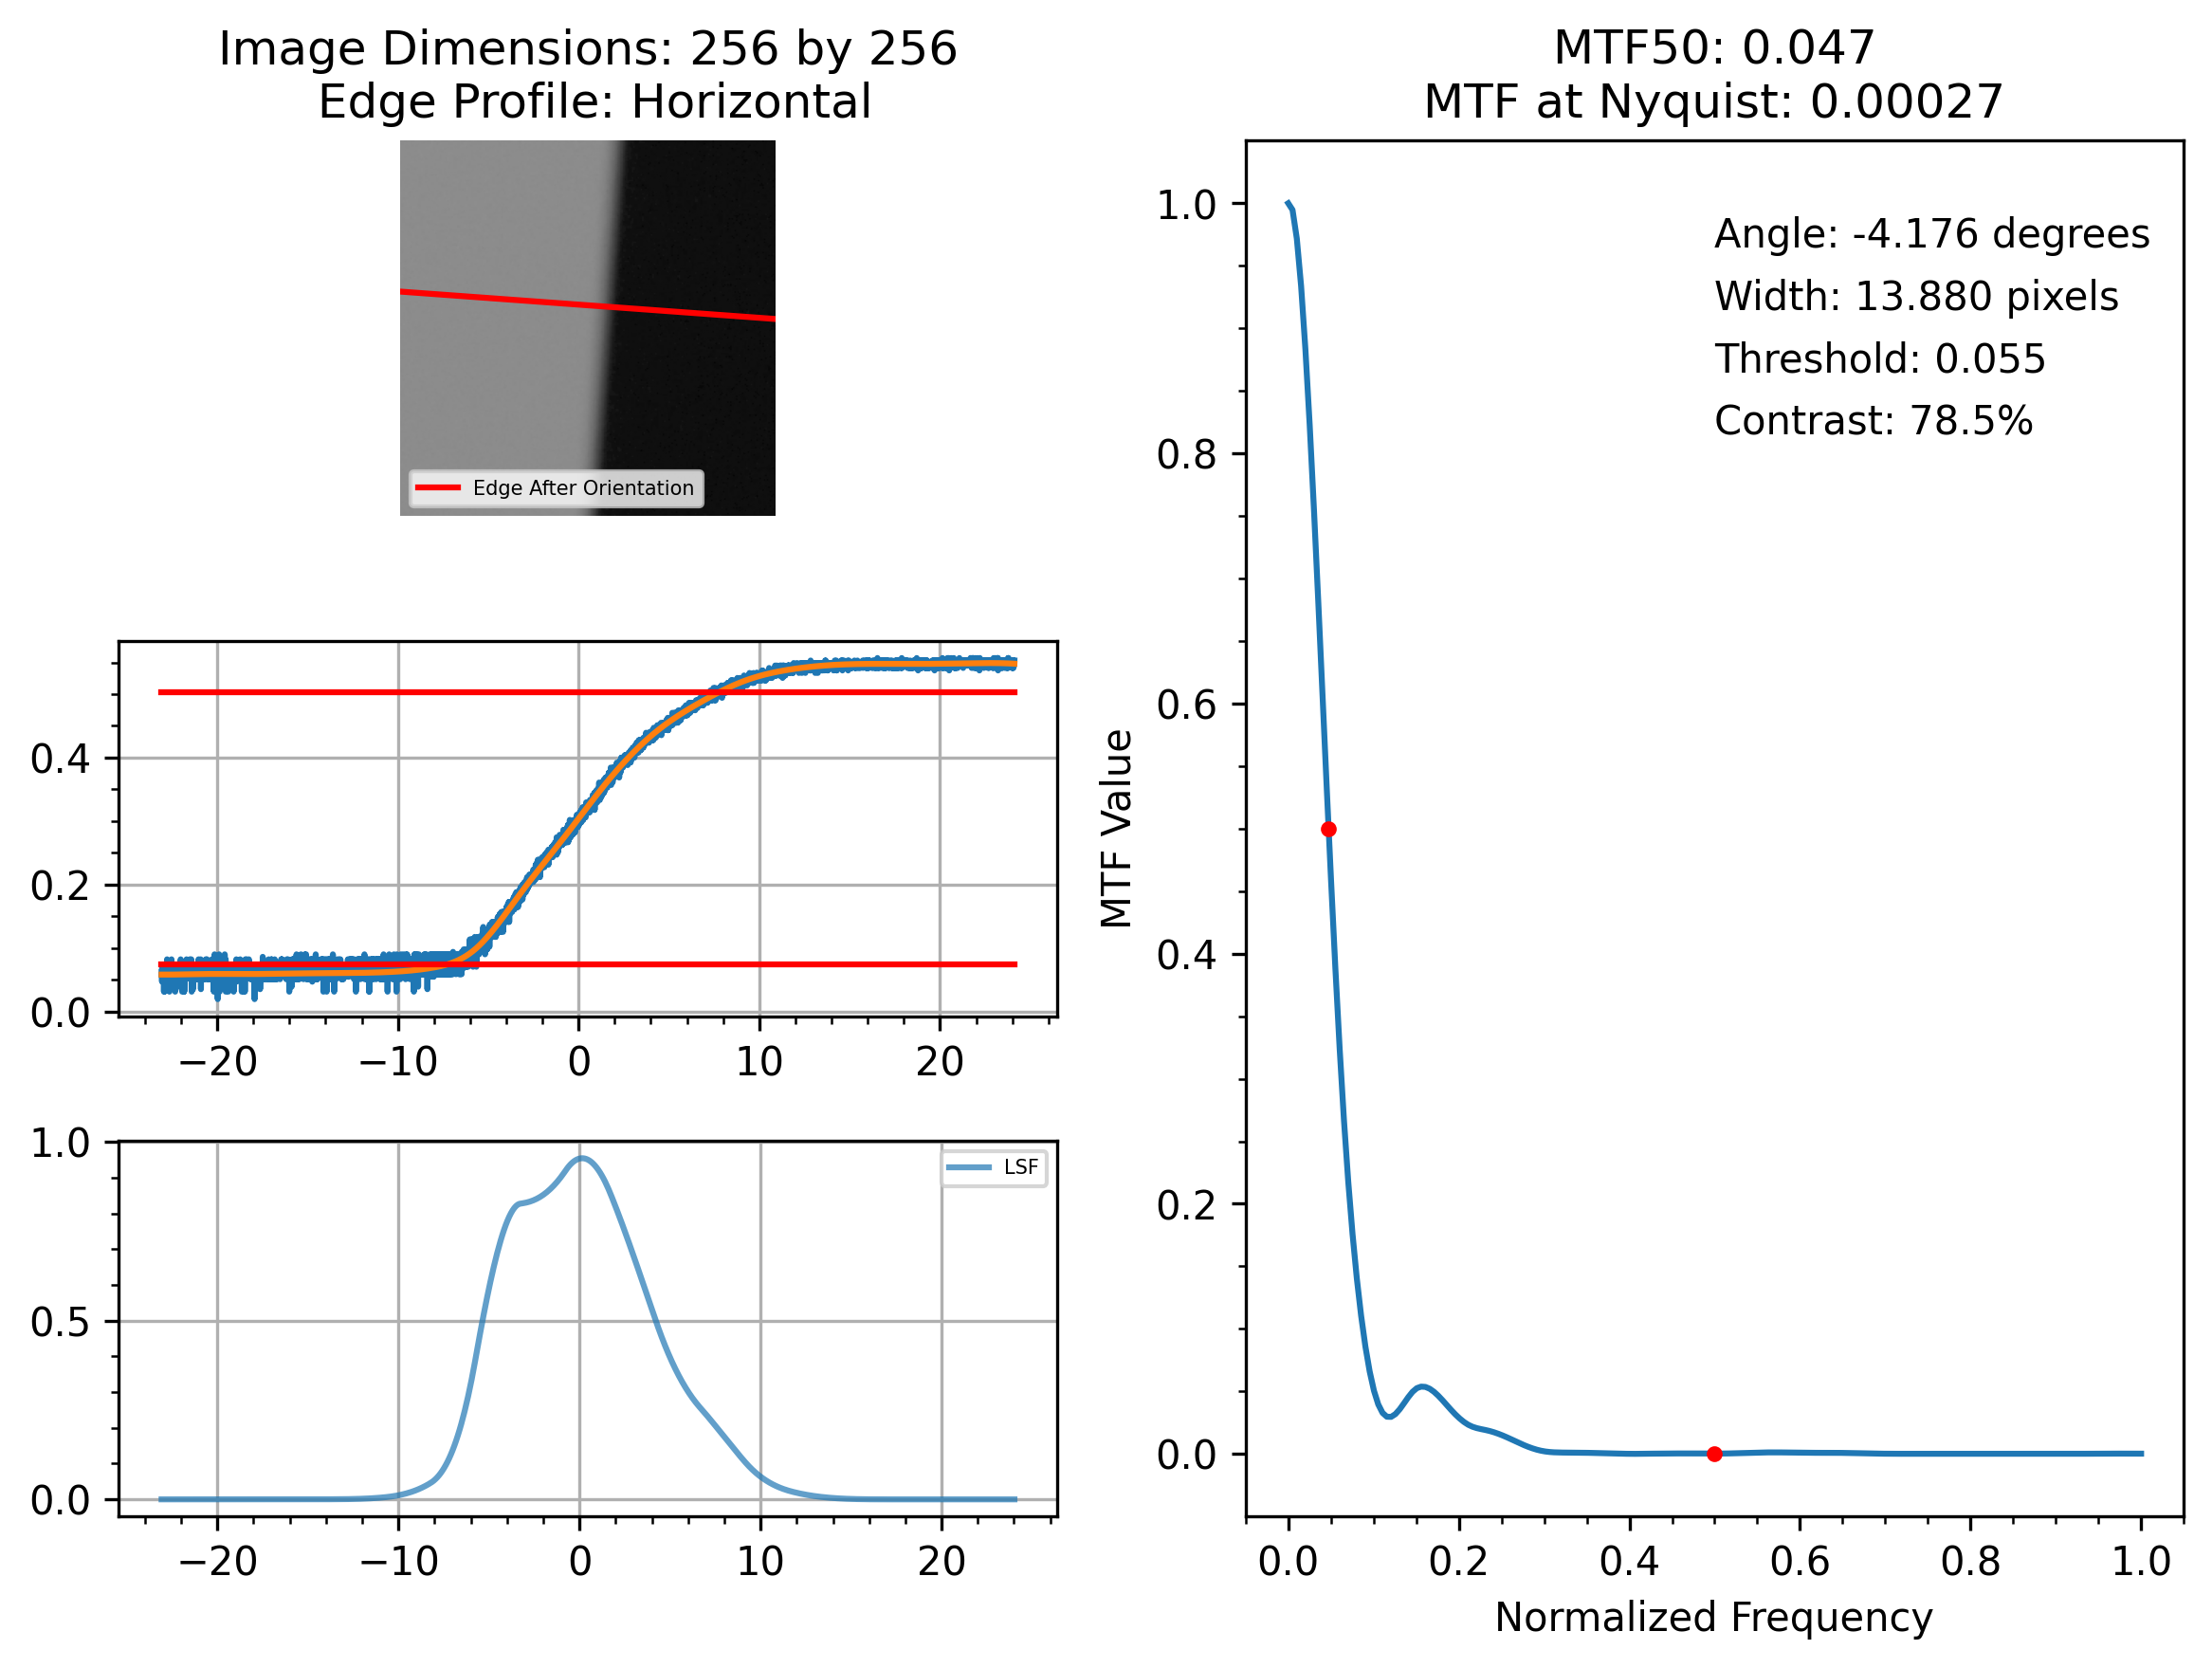 Image Dimensions: 256 by 256
Edge Profile: Horizontal
Edge After Orientation
0.4
0.2
0.0
−20 −10 0 10 20
1.0
0.5
0.0
LSF
−20 −10 0 10 20
MTF50: 0.047
MTF at Nyquist: 0.00027
Angle: -4.176 degrees
Width: 13.880 pixels
Threshold: 0.055
Contrast: 78.5%
MTF Value
1.0
0.8
0.6
0.4
0.2
0.0
0.0 0.2 0.4 0.6 0.8 1.0
Normalized Frequency